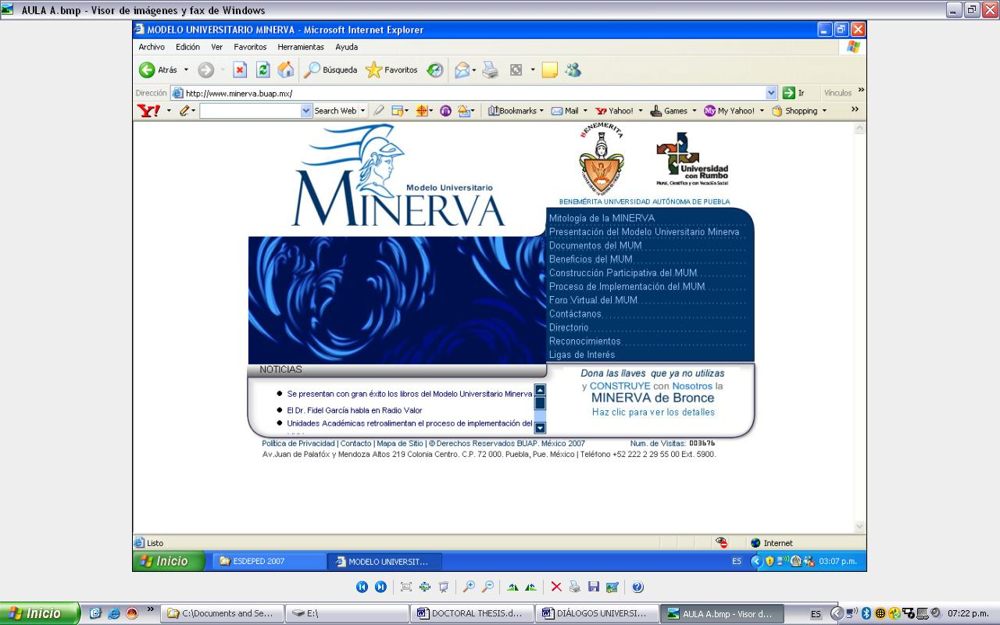 AULA A.bmp - Visor de imágenes y fax de Windows
MODELO UNIVERSITARIO MINERVA - Microsoft Internet Explorer
Archivo Edición Ver Favoritos Herramientas Ayuda
Atrás Búsqueda Favoritos
Dirección http://www.minerva.buap.mx/ Ir Vínculos »
Y! Search Web Bookmarks Mail Yahoo! Games My Yahoo! Shopping »
BENEMERITA
Modelo Universitario
MINERVA
Universidad
con Rumbo
Plural, Científica y con Vocación Social
BENEMÉRITA UNIVERSIDAD AUTÓNOMA DE PUEBLA
Mitología de la MINERVA
Presentación del Modelo Universitario Minerva
Documentos del MUM
Beneficios del MUM
Construcción Participativa del MUM
Proceso de Implementación del MUM
Foro Virtual del MUM
Contáctanos
Directorio
Reconocimientos
Ligas de Interés
NOTICIAS
Se presentan con gran éxito los libros del Modelo Universitario Minerva
El Dr. Fidel García habla en Radio Valor
Unidades Académicas retroalimentan el proceso de implementación del
Dona las llaves que ya no utilizas
y CONSTRUYE con Nosotros la
MINERVA de Bronce
Haz clic para ver los detalles
Política de Privacidad | Contacto | Mapa de Sitio | © Derechos Reservados BUAP. México 2007 Num. de Visitas: 003676
Av.Juan de Palafóx y Mendoza Altos 219 Colonia Centro. C.P. 72 000. Puebla, Pue. México | Teléfono +52 222 2 29 55 00 Ext. 5900.
Listo Internet
Inicio ESDEPED 2007 MODELO UNIVERSIT... ES 03:07 p.m.
Inicio » C:\Documents and Se... E:\ DOCTORAL THESIS.d... DIÁLOGOS UNIVERSI... AULA A.bmp - Visor d... ES 07:22 p.m.